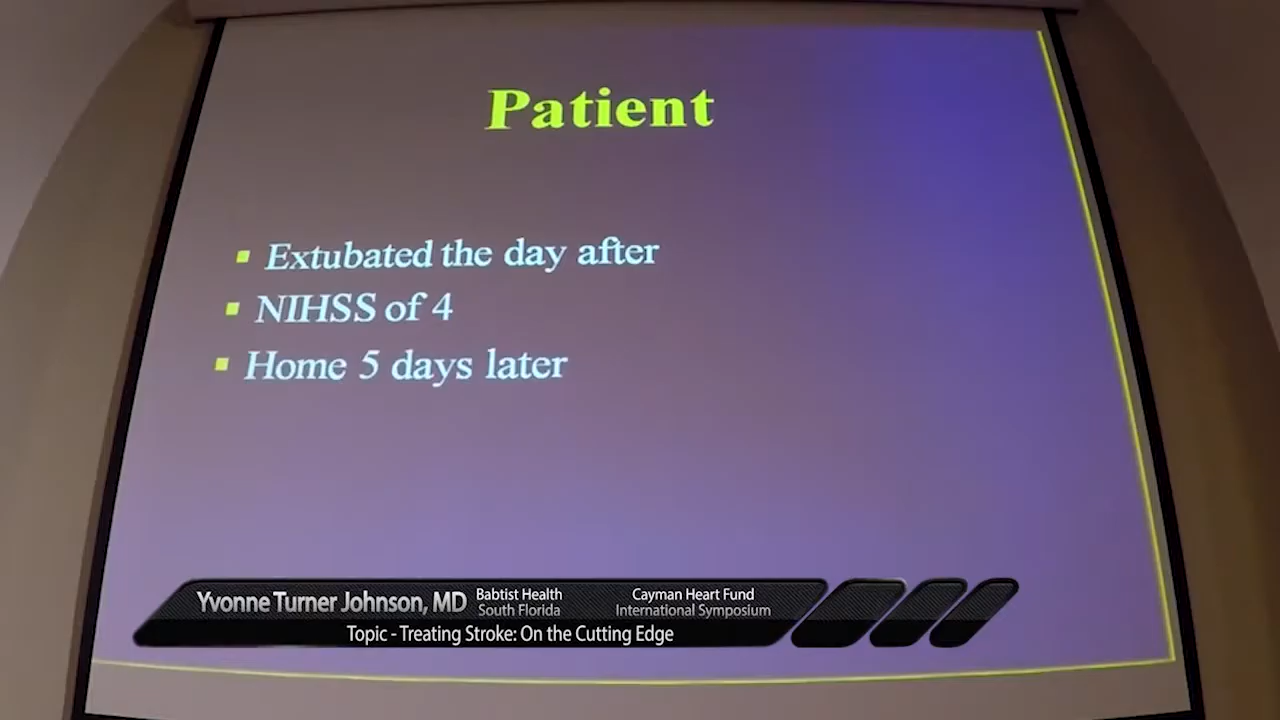 Patient
Extubated the day after
NIHSS of 4
Home 5 days later
Yvonne Turner Johnson, MD
Babtist Health
South Florida
Cayman Heart Fund
International Symposium
Topic - Treating Stroke: On the Cutting Edge